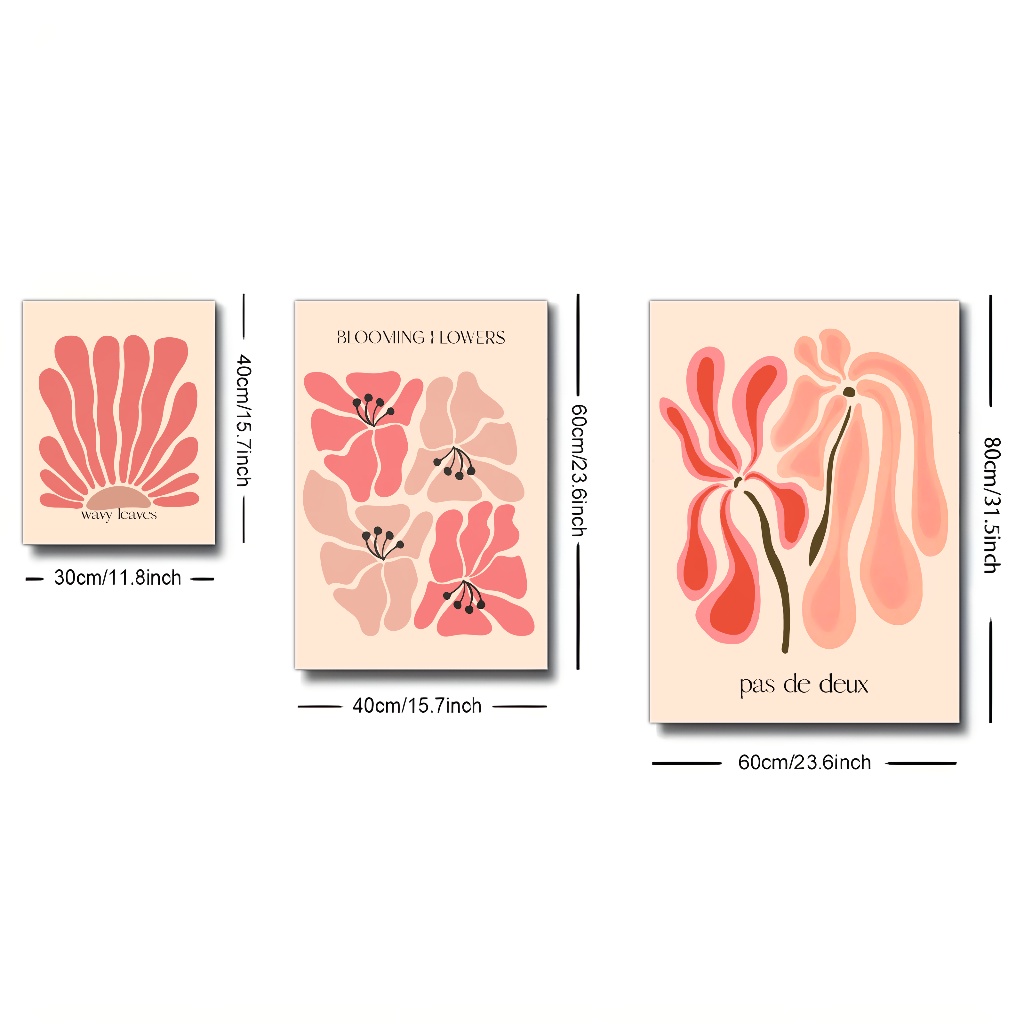 wavy leaves
40cm/15.7inch
30cm/11.8inch
BLOOMING FLOWERS
60cm/23.6inch
40cm/15.7inch
pas de deux
80cm/31.5inch
60cm/23.6inch